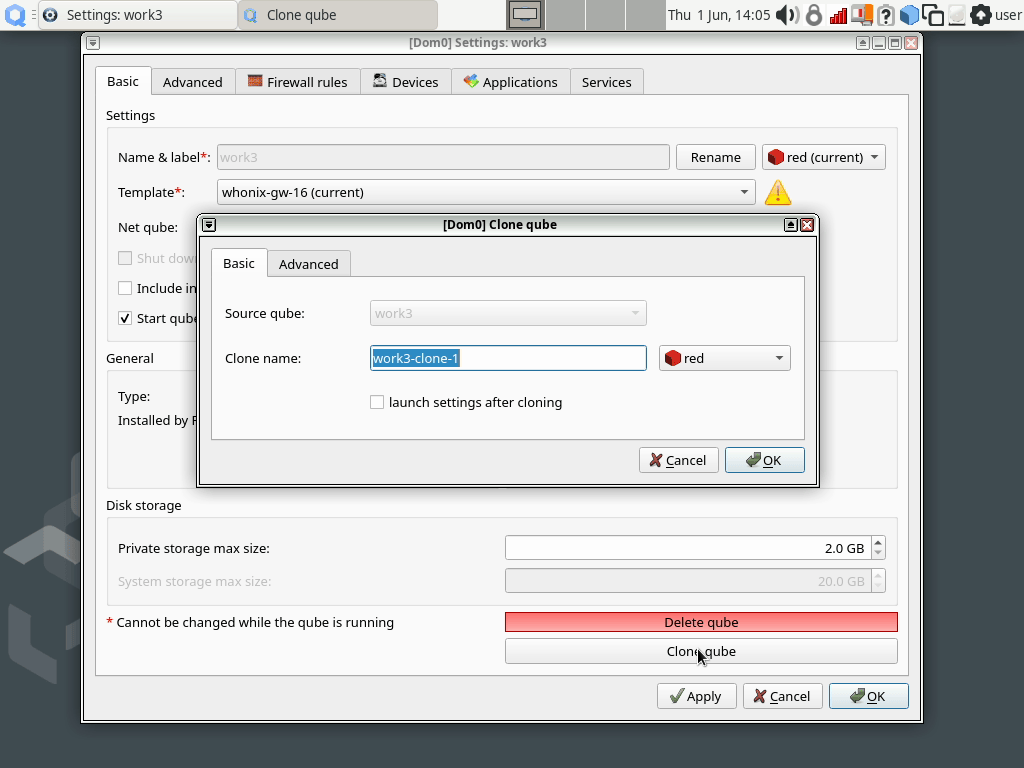 Settings: work3
Clone qube
Thu 1 Jun, 14:05
user
[Dom0] Settings: work3
Basic
Advanced
Firewall rules
Devices
Applications
Services
Settings
Name & label*:
work3
Rename
red (current)
Template*:
whonix-gw-16 (current)
Net qube:
[Dom0] Clone qube
Basic
Advanced
Source qube:
work3
Clone name:
work3-clone-1
red
launch settings after cloning
Cancel
OK
Shut dow
Include in
Start qube
General
Type:
Installed by
Disk storage
Private storage max size:
2.0 GB
System storage max size:
20.0 GB
* Cannot be changed while the qube is running
Delete qube
Clone qube
Apply
Cancel
OK